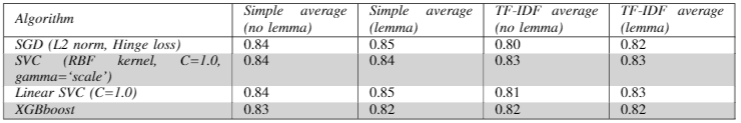 Algorithm Simple average (no lemma) Simple average (lemma) TF-IDF average (no lemma) TF-IDF average (lemma)
SGD (L2 norm, Hinge loss) 0.84 0.85 0.80 0.82
SVC (RBF kernel, C=1.0, gamma=‘scale’) 0.84 0.84 0.83 0.83
Linear SVC (C=1.0) 0.84 0.85 0.81 0.83
XGBboost 0.83 0.82 0.82 0.82